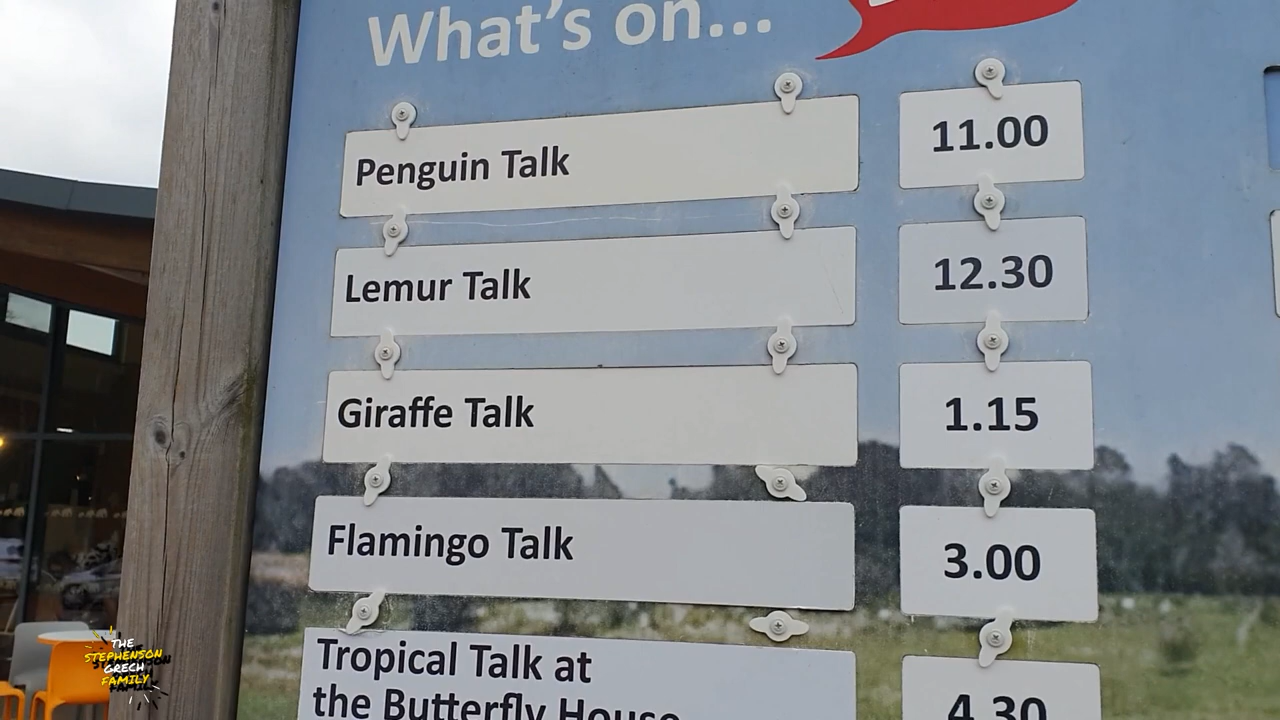 What's on...
Penguin Talk 11.00
Lemur Talk 12.30
Giraffe Talk 1.15
Flamingo Talk 3.00
Tropical Talk at
the Butterfly House 4.30
THE
STEPHENSON
GRECH
FAMILY